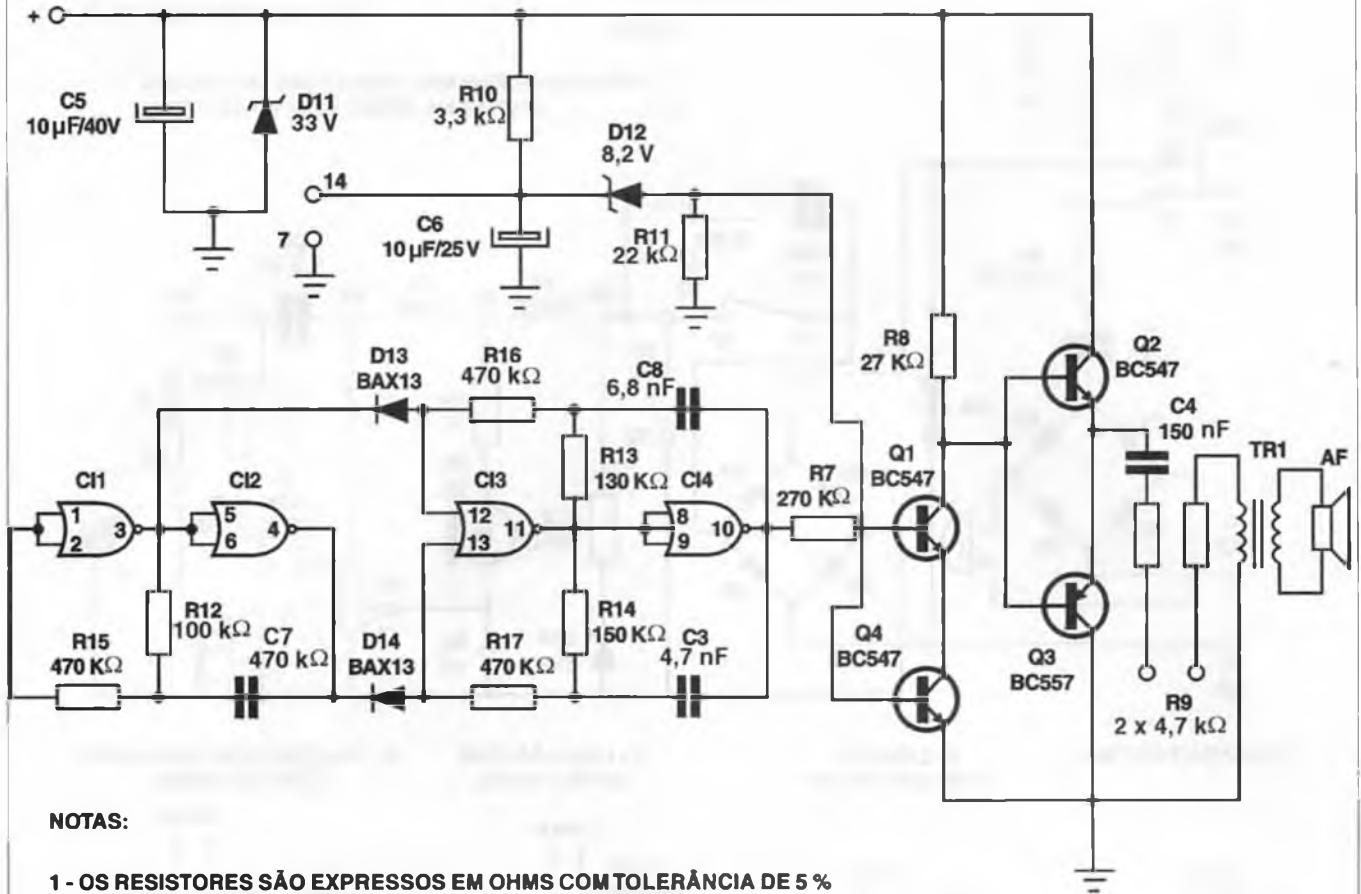 +
C5
10 µF/40V
D11
33 V
R10
3,3 kΩ
D12
8,2 V
14
7
C6
10 µF/25V
R11
22 kΩ
R8
27 KΩ
Q2
BC547
D13
BAX13
R16
470 kΩ
C8
6,8 nF
C4
150 nF
TR1
AF
CI1
1
2
3
CI2
5
6
4
CI3
12
13
11
R13
130 KΩ
CI4
8
9
10
R7
270 KΩ
Q1
BC547
R12
100 kΩ
R15
470 KΩ
C7
470 kΩ
D14
BAX13
R17
470 KΩ
R14
150 KΩ
C3
4,7 nF
Q4
BC547
Q3
BC557
R9
2 x 4,7 kΩ
NOTAS:
1 - OS RESISTORES SÃO EXPRESSOS EM OHMS COM TOLERÂNCIA DE 5 %